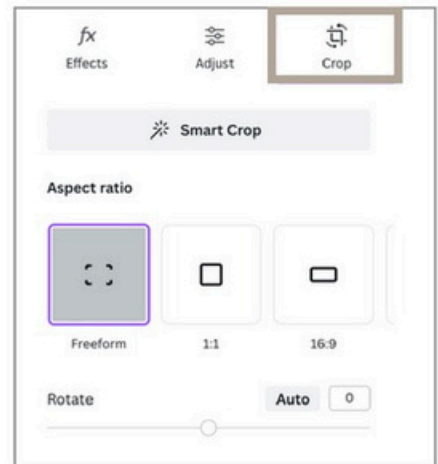 fx
Effects Adjust Crop
Smart Crop
Aspect ratio
Freeform 1:1 16:9
Rotate Auto 0